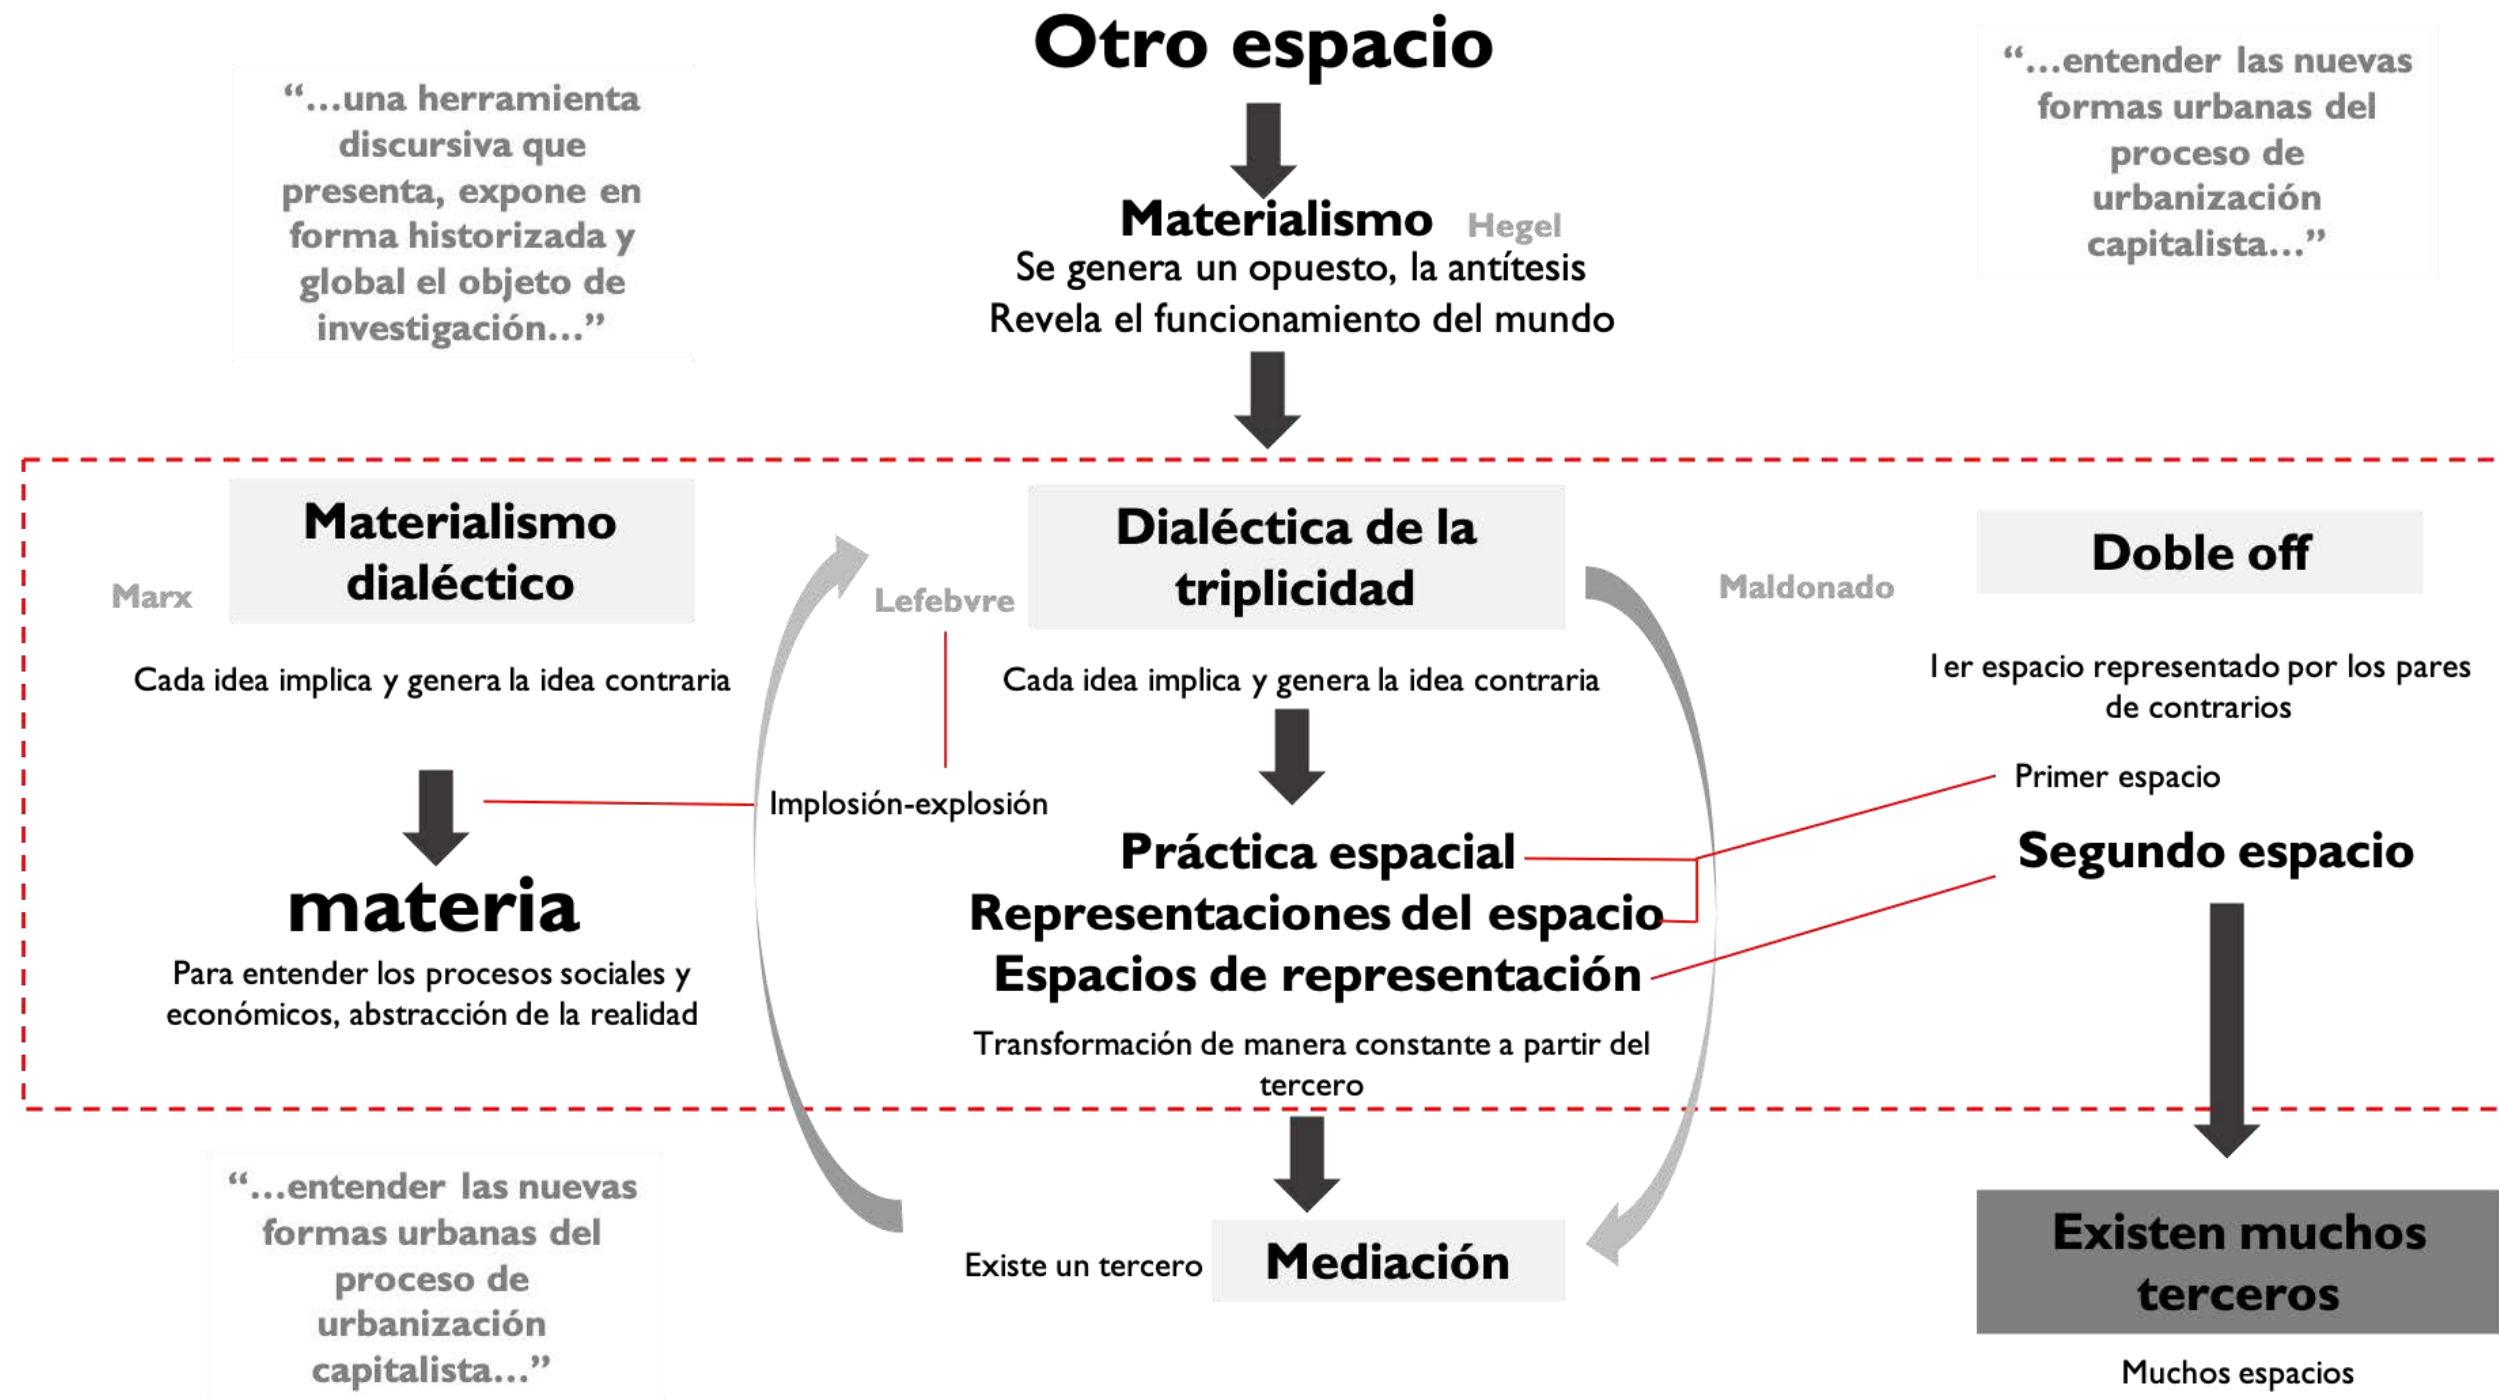 Otro espacio
“...una herramienta
discursiva que
presenta, expone en
forma historizada y
global el objeto de
investigación...”
“...entender las nuevas
formas urbanas del
proceso de
urbanización
capitalista...”
Materialismo Hegel
Se genera un opuesto, la antítesis
Revela el funcionamiento del mundo
Materialismo
dialéctico
Marx
Cada idea implica y genera la idea contraria
materia
Para entender los procesos sociales y
económicos, abstracción de la realidad
Dialéctica de la
triplicidad
Lefebvre
Cada idea implica y genera la idea contraria
Implosión-explosión
Práctica espacial
Representaciones del espacio
Espacios de representación
Transformación de manera constante a partir del
tercero
Doble off
Maldonado
1er espacio representado por los pares
de contrarios
Primer espacio
Segundo espacio
“...entender las nuevas
formas urbanas del
proceso de
urbanización
capitalista...”
Existe un tercero Mediación
Existen muchos
terceros
Muchos espacios